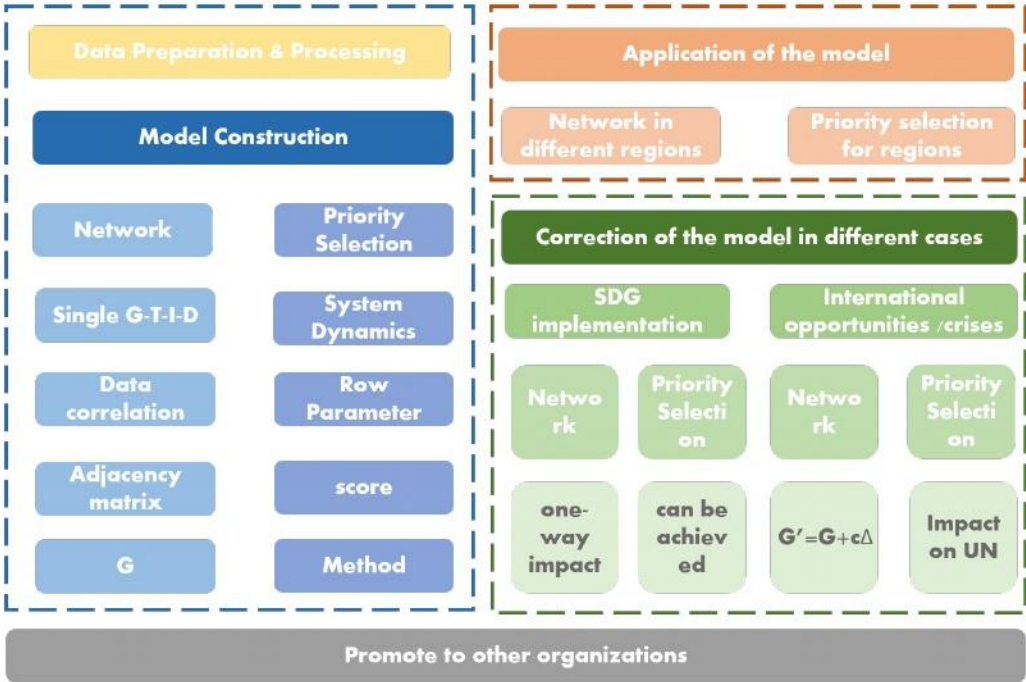 Data Preparation & Processing
Model Construction
Network
Priority
Selection
Single G-T-I-D
System
Dynamics
Data
correlation
Row
Parameter
Adjacency
matrix
score
G
Method
Application of the model
Network in
different regions
Priority selection
for regions
Correction of the model in different cases
SDG
implementation
International
opportunities /crises
Netwo
rk
Priority
Selecti
on
Netwo
rk
Priority
Selecti
on
one-
way
impact
can be
achiev
ed
G′=G+cΔ
Impact
on UN
Promote to other organizations